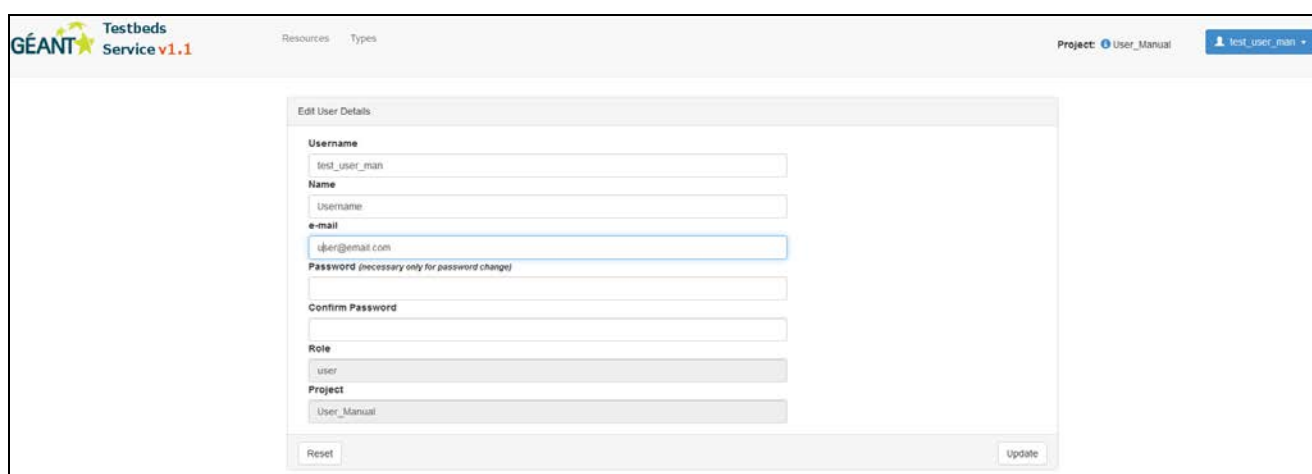 GÉANT
Testbeds
Service v1.1
Resources Types
Project: User_Manual
test_user_man
Edit User Details
Username
test_user_man
Name
Username
e-mail
user@email.com
Password (necessary only for password change)
Confirm Password
Role
user
Project
User_Manual
Reset Update